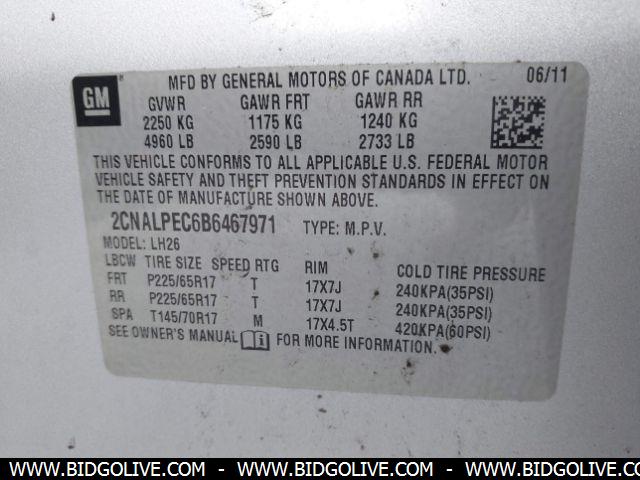 GM
MFD BY GENERAL MOTORS OF CANADA LTD. 06/11
GVWR GAWR FRT GAWR RR
2250 KG 1175 KG 1240 KG
4960 LB 2590 LB 2733 LB
THIS VEHICLE CONFORMS TO ALL APPLICABLE U.S. FEDERAL MOTOR
VEHICLE SAFETY AND THEFT PREVENTION STANDARDS IN EFFECT ON
THE DATE OF MANUFACTURE SHOWN ABOVE.
2CNALPEC6B6467971 TYPE: M.P.V.
MODEL: LH26
LBCW TIRE SIZE SPEED RTG RIM COLD TIRE PRESSURE
FRT P225/65R17 T 17X7J 240KPA(35PSI)
RR P225/65R17 T 17X7J 240KPA(35PSI)
SPA T145/70R17 M 17X4.5T 420KPA(60PSI)
SEE OWNER'S MANUAL FOR MORE INFORMATION.
WWW.BIDGOLIVE.COM - WWW.BIDGOLIVE.COM - WWW.BIDGOLIVE.COM